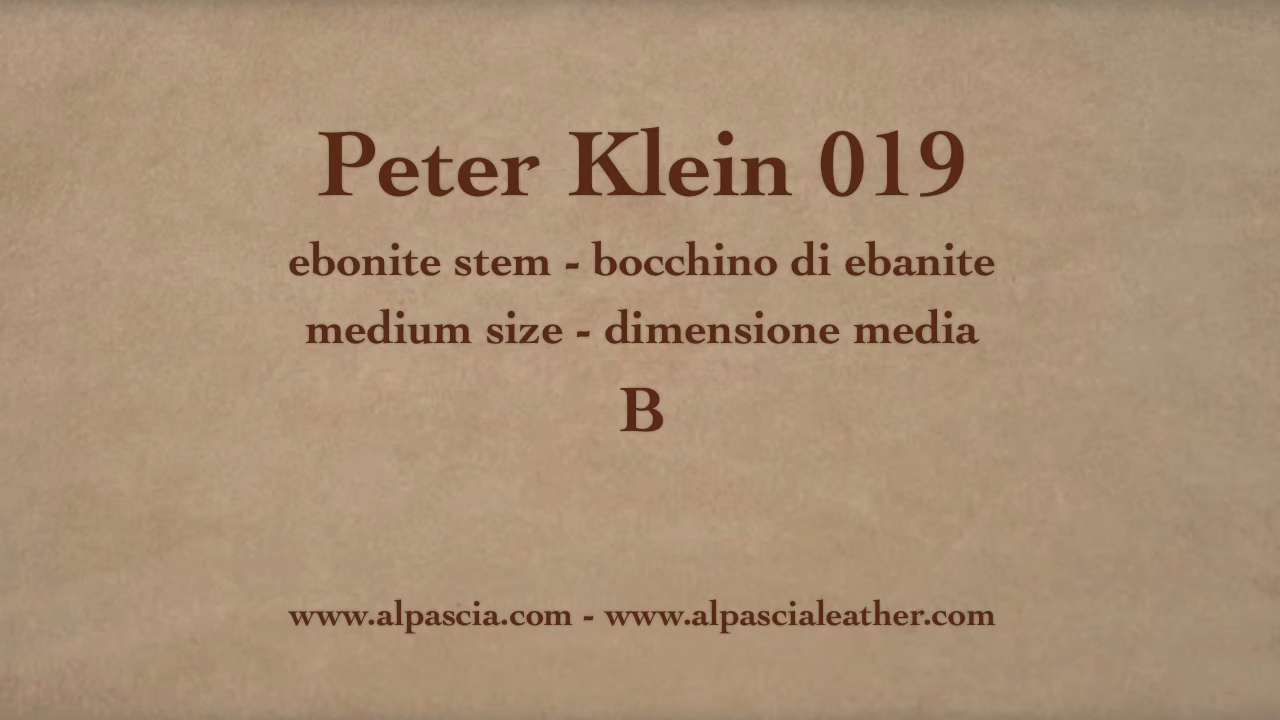 Peter Klein 019
ebonite stem - bocchino di ebanite
medium size - dimensione media
B
www.alpascia.com - www.alpascialeather.com